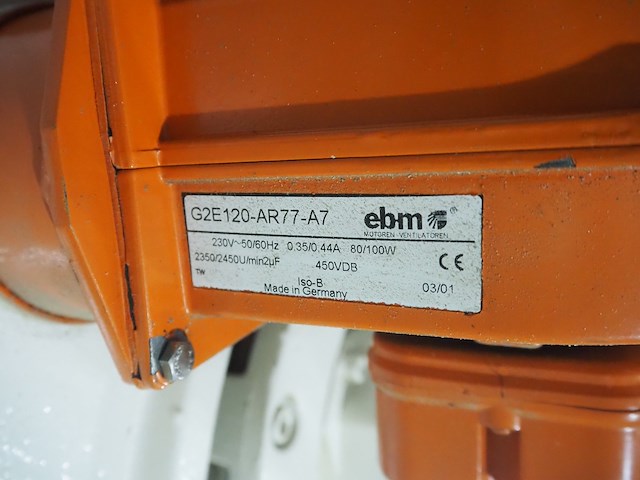 G2E120-AR77-A7 ebm
MOTOREN-VENTILATOREN
230V~50/60Hz 0,35/0,44A 80/100W
2350/2450U/min2µF 450VDB CE
TW
Iso-B
Made in Germany 03/01